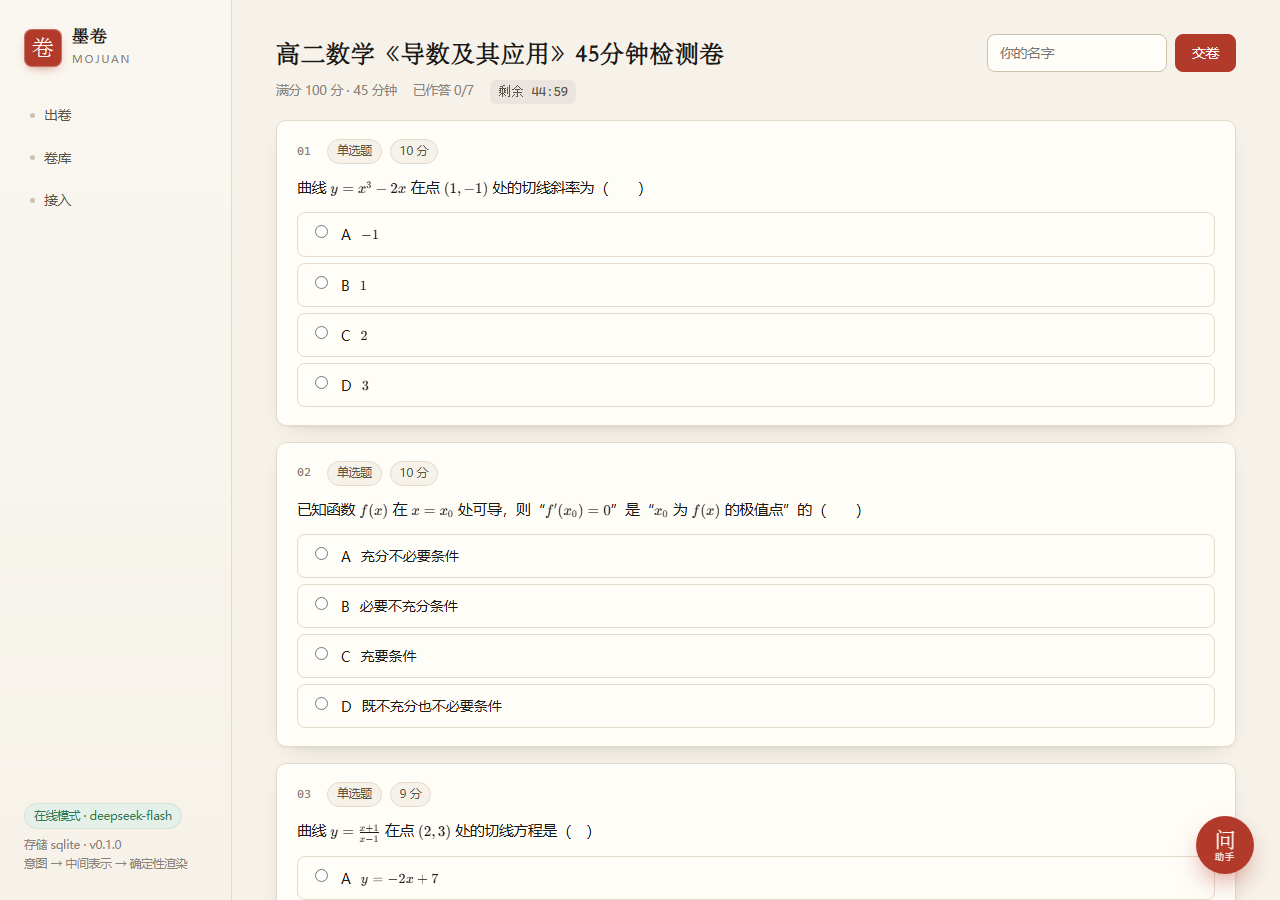 卷
墨卷
MOJUAN
出卷
卷库
接入
在线模式 · deepseek-flash
存储 sqlite · v0.1.0
意图 → 中间表示 → 确定性渲染
高二数学《导数及其应用》45分钟检测卷
满分 100 分 · 45 分钟 已作答 0/7 剩余 44:59
你的名字
交卷
01 单选题 10 分
曲线 y = x³ − 2x 在点 (1, −1) 处的切线斜率为（  ）
A −1
B 1
C 2
D 3
02 单选题 10 分
已知函数 f(x) 在 x = x₀ 处可导，则“f′(x₀) = 0”是“x₀ 为 f(x) 的极值点”的（  ）
A 充分不必要条件
B 必要不充分条件
C 充要条件
D 既不充分也不必要条件
03 单选题 9 分
曲线 y = (x+1)/(x−1) 在点 (2, 3) 处的切线方程是（ ）
A y = −2x + 7
问
助手